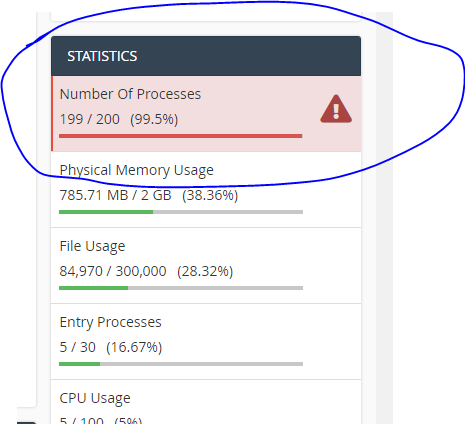 STATISTICS
Number Of Processes
199 / 200 (99.5%)
Physical Memory Usage
785.71 MB / 2 GB (38.36%)
File Usage
84,970 / 300,000 (28.32%)
Entry Processes
5 / 30 (16.67%)
CPU Usage
5 / 100 (5%)